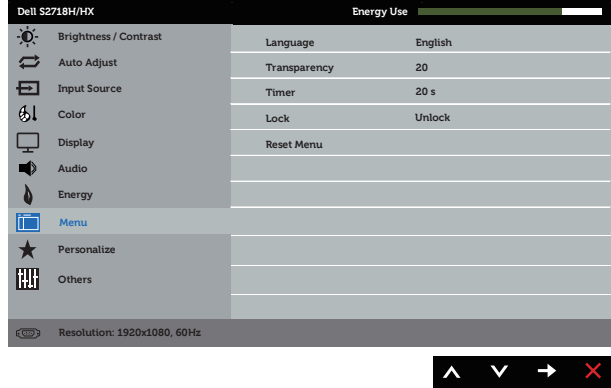 Dell S2718H/HX Energy Use
Brightness / Contrast
Auto Adjust
Input Source
Color
Display
Audio
Energy
Menu
Personalize
Others
Language English
Transparency 20
Timer 20 s
Lock Unlock
Reset Menu
Resolution: 1920x1080, 60Hz